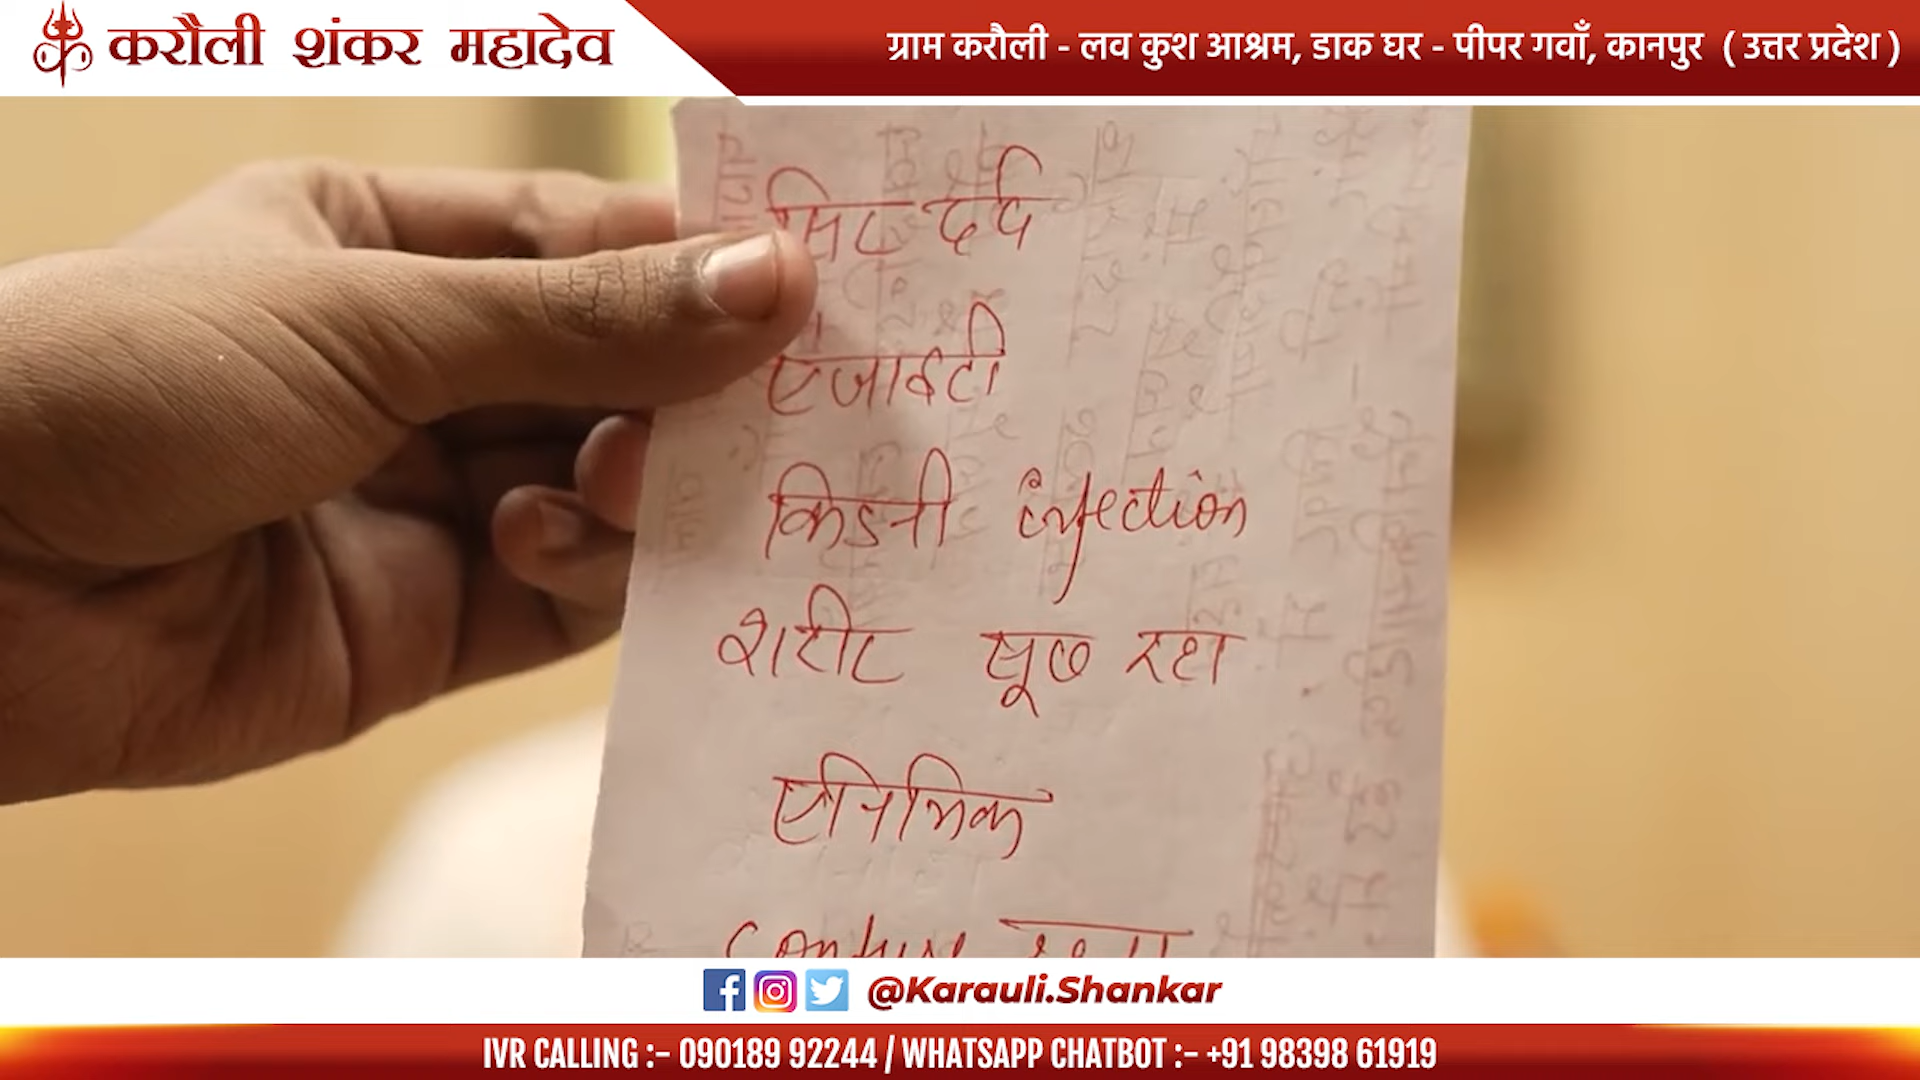 करौली शंकर महादेव
ग्राम करौली - लव कुश आश्रम, डाक घर - पीपर गवाँ, कानपुर ( उत्तर प्रदेश )
सिर दर्द
एंजाईटी
किडनी infection
शरीर सूख रहा
एनिमिक
@Karauli.Shankar
IVR CALLING :- 090189 92244 / WHATSAPP CHATBOT :- +91 98398 61919